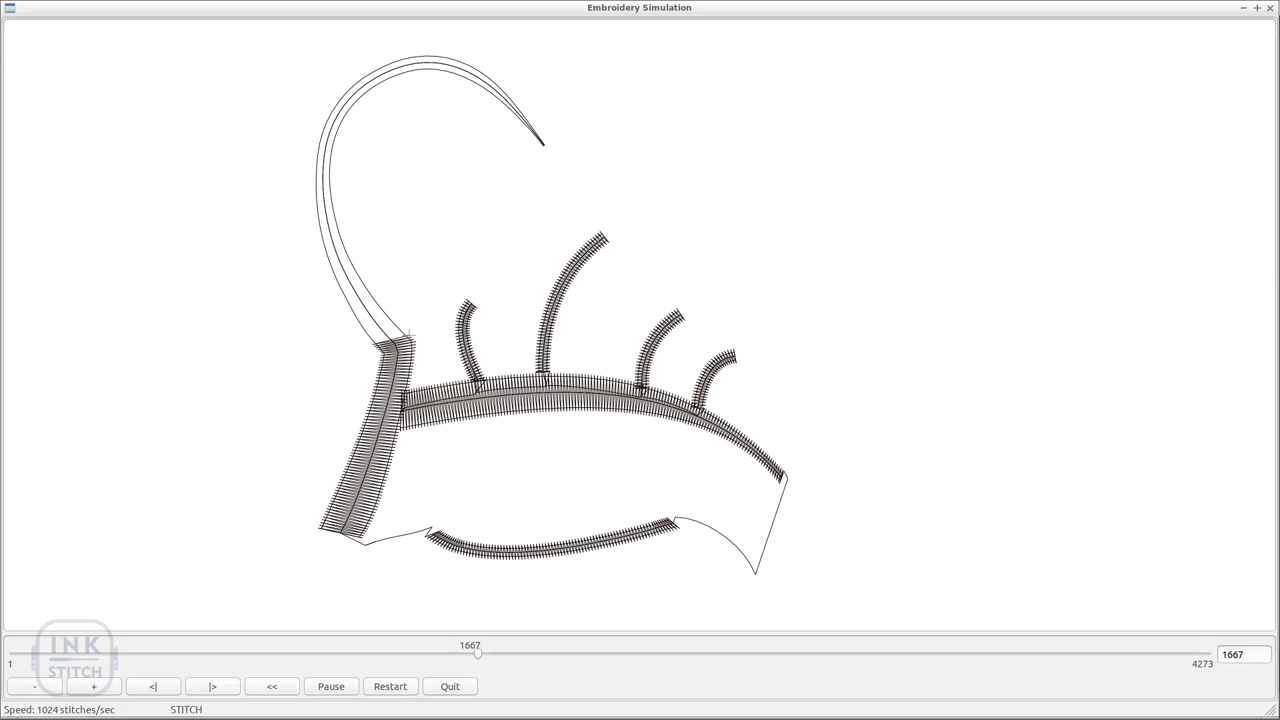 Embroidery Simulation
1667
1
4273
1667
INK
STITCH
- + <| |> << Pause Restart Quit
Speed: 1024 stitches/sec STITCH